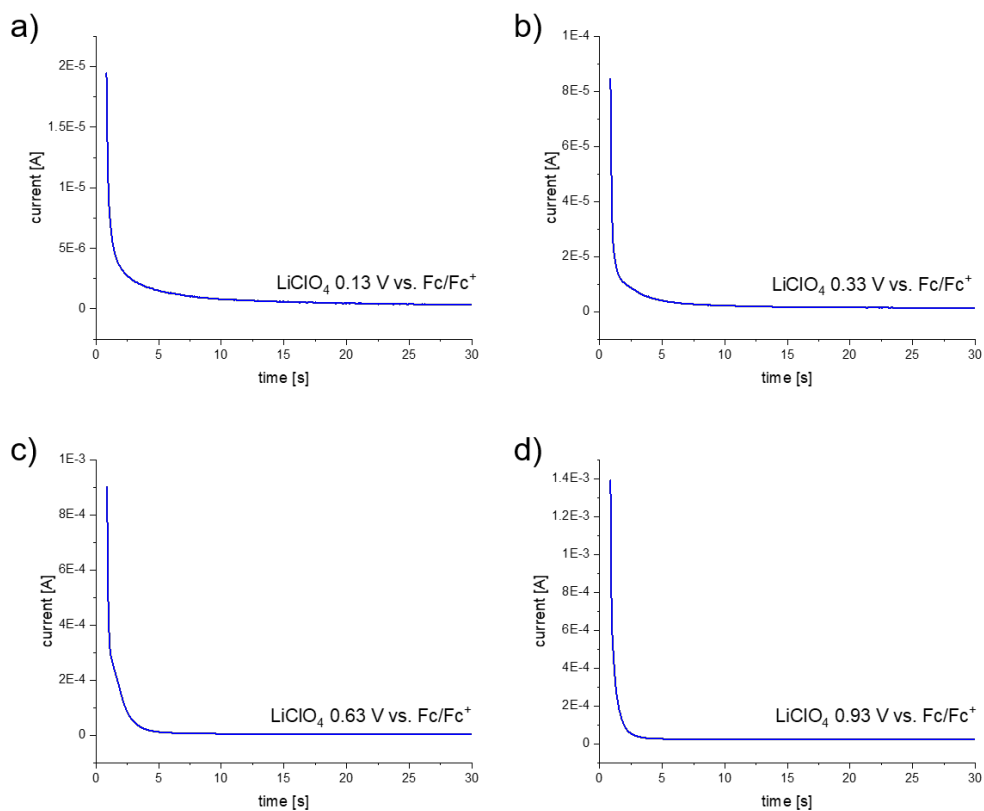 a)
2E-5
1.5E-5
1E-5
5E-6
0
current [A]
LiClO₄ 0.13 V vs. Fc/Fc⁺
0 5 10 15 20 25 30
time [s]
b)
1E-4
8E-5
6E-5
4E-5
2E-5
0
current [A]
LiClO₄ 0.33 V vs. Fc/Fc⁺
0 5 10 15 20 25 30
time [s]
c)
1E-3
8E-4
6E-4
4E-4
2E-4
0
current [A]
LiClO₄ 0.63 V vs. Fc/Fc⁺
0 5 10 15 20 25 30
time [s]
d)
1.4E-3
1.2E-3
1E-3
8E-4
6E-4
4E-4
2E-4
0
current [A]
LiClO₄ 0.93 V vs. Fc/Fc⁺
0 5 10 15 20 25 30
time [s]